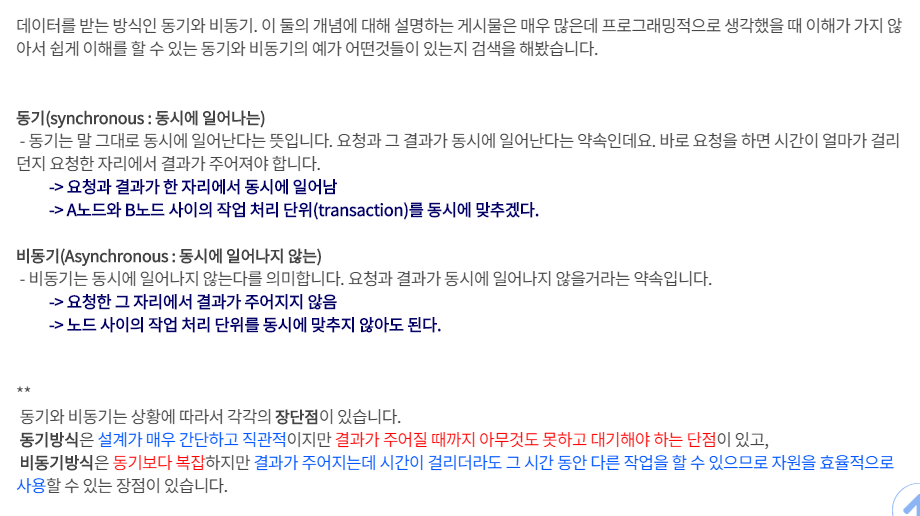 데이터를 받는 방식인 동기와 비동기. 이 둘의 개념에 대해 설명하는 게시물은 매우 많은데 프로그래밍적으로 생각했을 때 이해가 가지 않
아서 쉽게 이해를 할 수 있는 동기와 비동기의 예가 어떤것들이 있는지 검색을 해봤습니다.
동기(synchronous : 동시에 일어나는)
- 동기는 말 그대로 동시에 일어난다는 뜻입니다. 요청과 그 결과가 동시에 일어난다는 약속인데요. 바로 요청을 하면 시간이 얼마가 걸리
던지 요청한 자리에서 결과가 주어져야 합니다.
-> 요청과 결과가 한 자리에서 동시에 일어남
-> A노드와 B노드 사이의 작업 처리 단위(transaction)를 동시에 맞추겠다.
비동기(Asynchronous : 동시에 일어나지 않는)
- 비동기는 동시에 일어나지 않는다를 의미합니다. 요청과 결과가 동시에 일어나지 않을거라는 약속입니다.
-> 요청한 그 자리에서 결과가 주어지지 않음
-> 노드 사이의 작업 처리 단위를 동시에 맞추지 않아도 된다.
**
동기와 비동기는 상황에 따라서 각각의 장단점이 있습니다.
동기방식은 설계가 매우 간단하고 직관적이지만 결과가 주어질 때까지 아무것도 못하고 대기해야 하는 단점이 있고,
비동기방식은 동기보다 복잡하지만 결과가 주어지는데 시간이 걸리더라도 그 시간 동안 다른 작업을 할 수 있으므로 자원을 효율적으로
사용할 수 있는 장점이 있습니다.